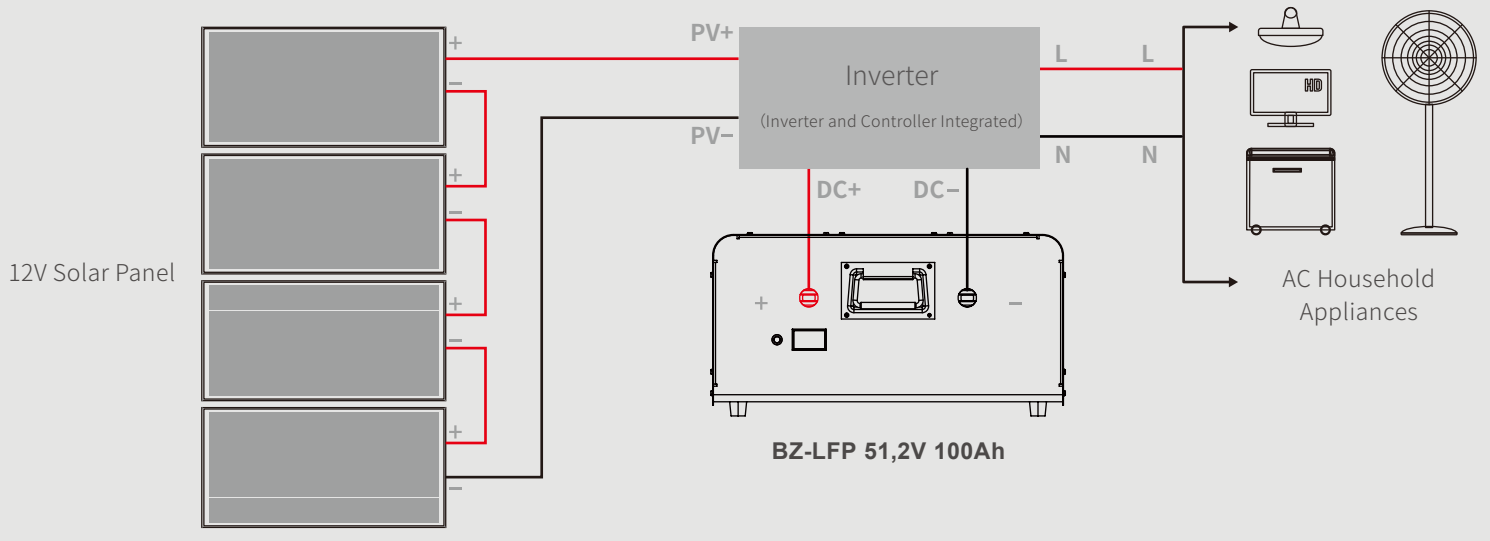 12V Solar Panel
+
−
+
−
+
−
+
−
PV+
PV−
Inverter
(Inverter and Controller Integrated)
L
L
N
N
DC+
DC−
+
−
BZ-LFP 51,2V 100Ah
HD
AC Household
Appliances